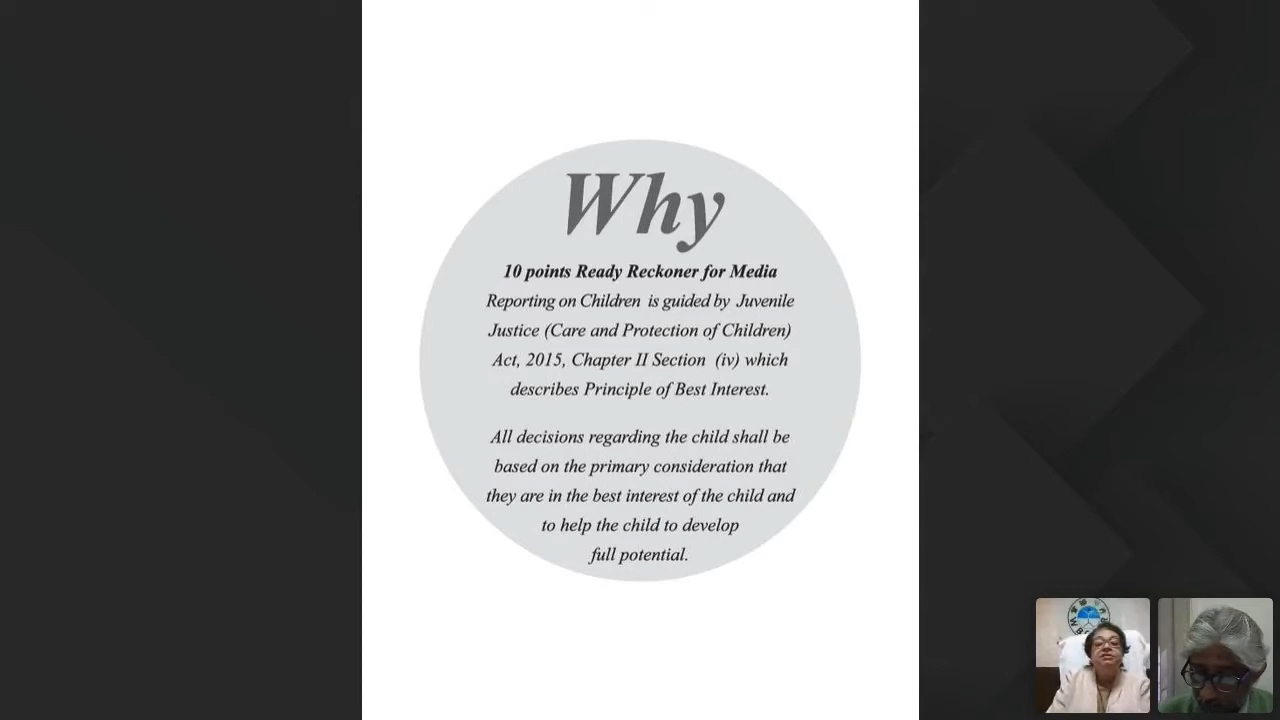 Why
10 points Ready Reckoner for Media
Reporting on Children is guided by Juvenile
Justice (Care and Protection of Children)
Act, 2015, Chapter II Section (iv) which
describes Principle of Best Interest.
All decisions regarding the child shall be
based on the primary consideration that
they are in the best interest of the child and
to help the child to develop
full potential.